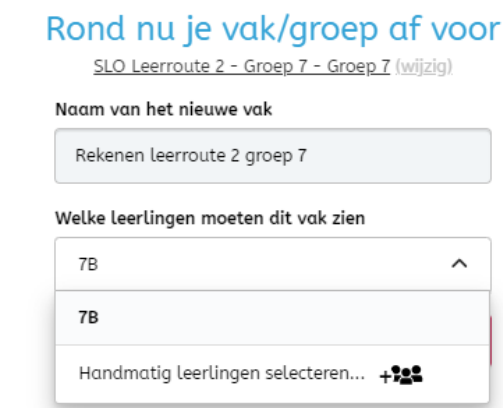 Rond nu je vak/groep af voor
SLO Leerroute 2 - Groep 7 - Groep 7 (wijzig)
Naam van het nieuwe vak
Rekenen leerroute 2 groep 7
Welke leerlingen moeten dit vak zien
7B
7B
Handmatig leerlingen selecteren...